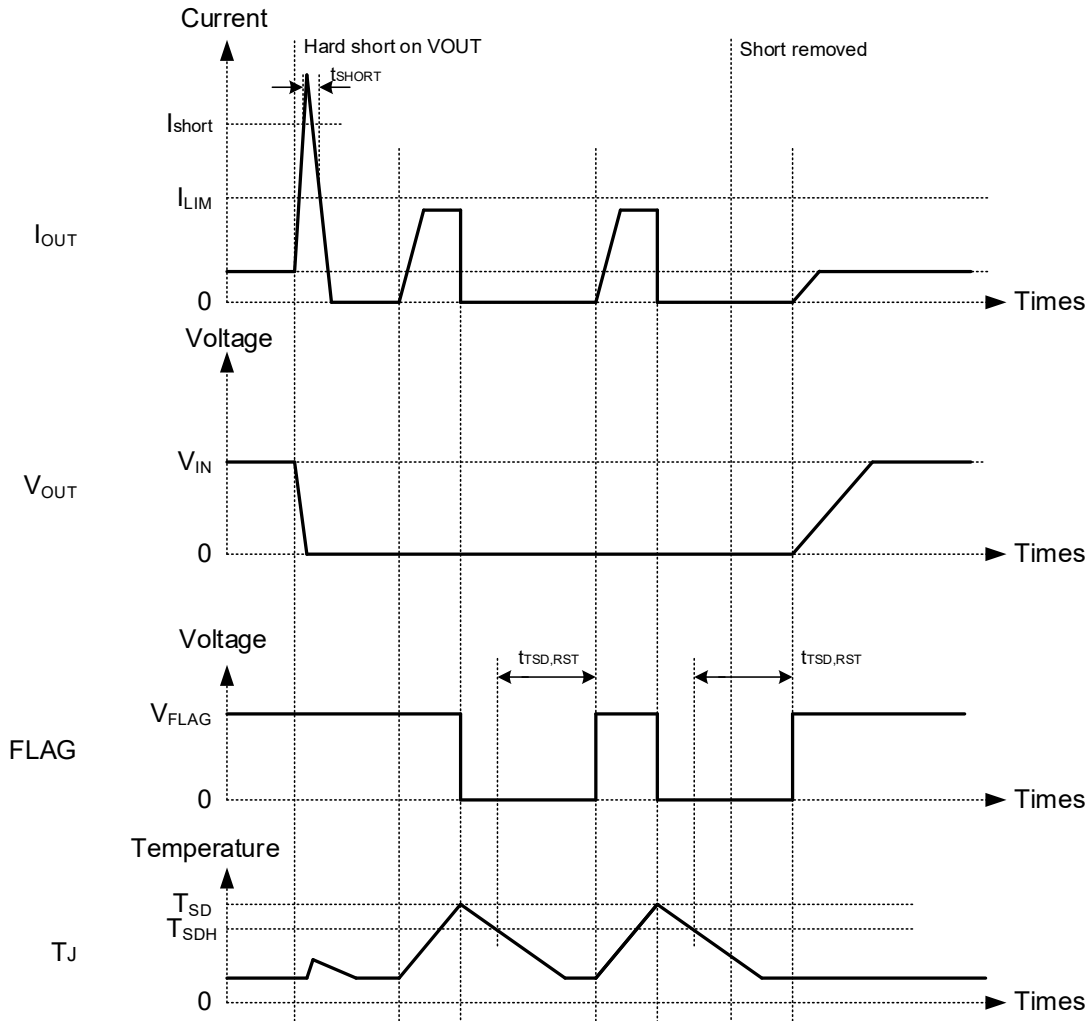 Current
Hard short on VOUT
Short removed
tSHORT
Ishort
ILIM
IOUT
0
Times
Voltage
VIN
VOUT
0
Times
Voltage
tTSD,RST
tTSD,RST
VFLAG
FLAG
0
Times
Temperature
TSD
TSDH
TJ
0
Times